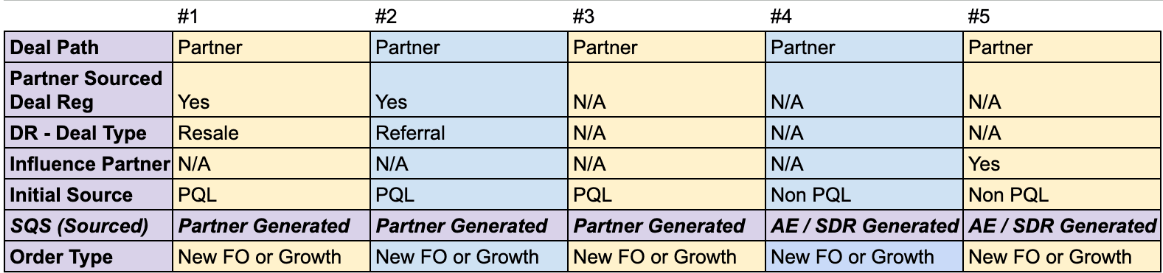 #1 #2 #3 #4 #5
Deal Path Partner Partner Partner Partner Partner
Partner Sourced
Deal Reg Yes Yes N/A N/A N/A
DR - Deal Type Resale Referral N/A N/A N/A
Influence Partner N/A N/A N/A N/A Yes
Initial Source PQL PQL PQL Non PQL Non PQL
SQS (Sourced) Partner Generated Partner Generated Partner Generated AE / SDR Generated AE / SDR Generated
Order Type New FO or Growth New FO or Growth New FO or Growth New FO or Growth New FO or Growth